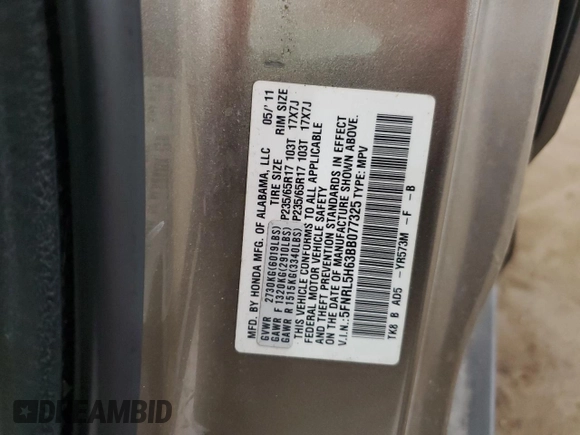 MFD. BY HONDA MFG. OF ALABAMA, LLC 05/'11
GVWR 2730KG(6019LBS) TIRE SIZE RIM SIZE
GAWR F 1320KG(2910LBS) P235/65R17 103T 17X7J
GAWR R 1515KG(3340LBS) P235/65R17 103T 17X7J
THIS VEHICLE CONFORMS TO ALL APPLICABLE
FEDERAL MOTOR VEHICLE SAFETY
AND THEFT PREVENTION STANDARDS IN EFFECT
ON THE DATE OF MANUFACTURE SHOWN ABOVE.
V.I.N.: 5FNRL5H63BB077325 TYPE: MPV
TK8 B AD5 -YR573M -F -B
DREAMBID